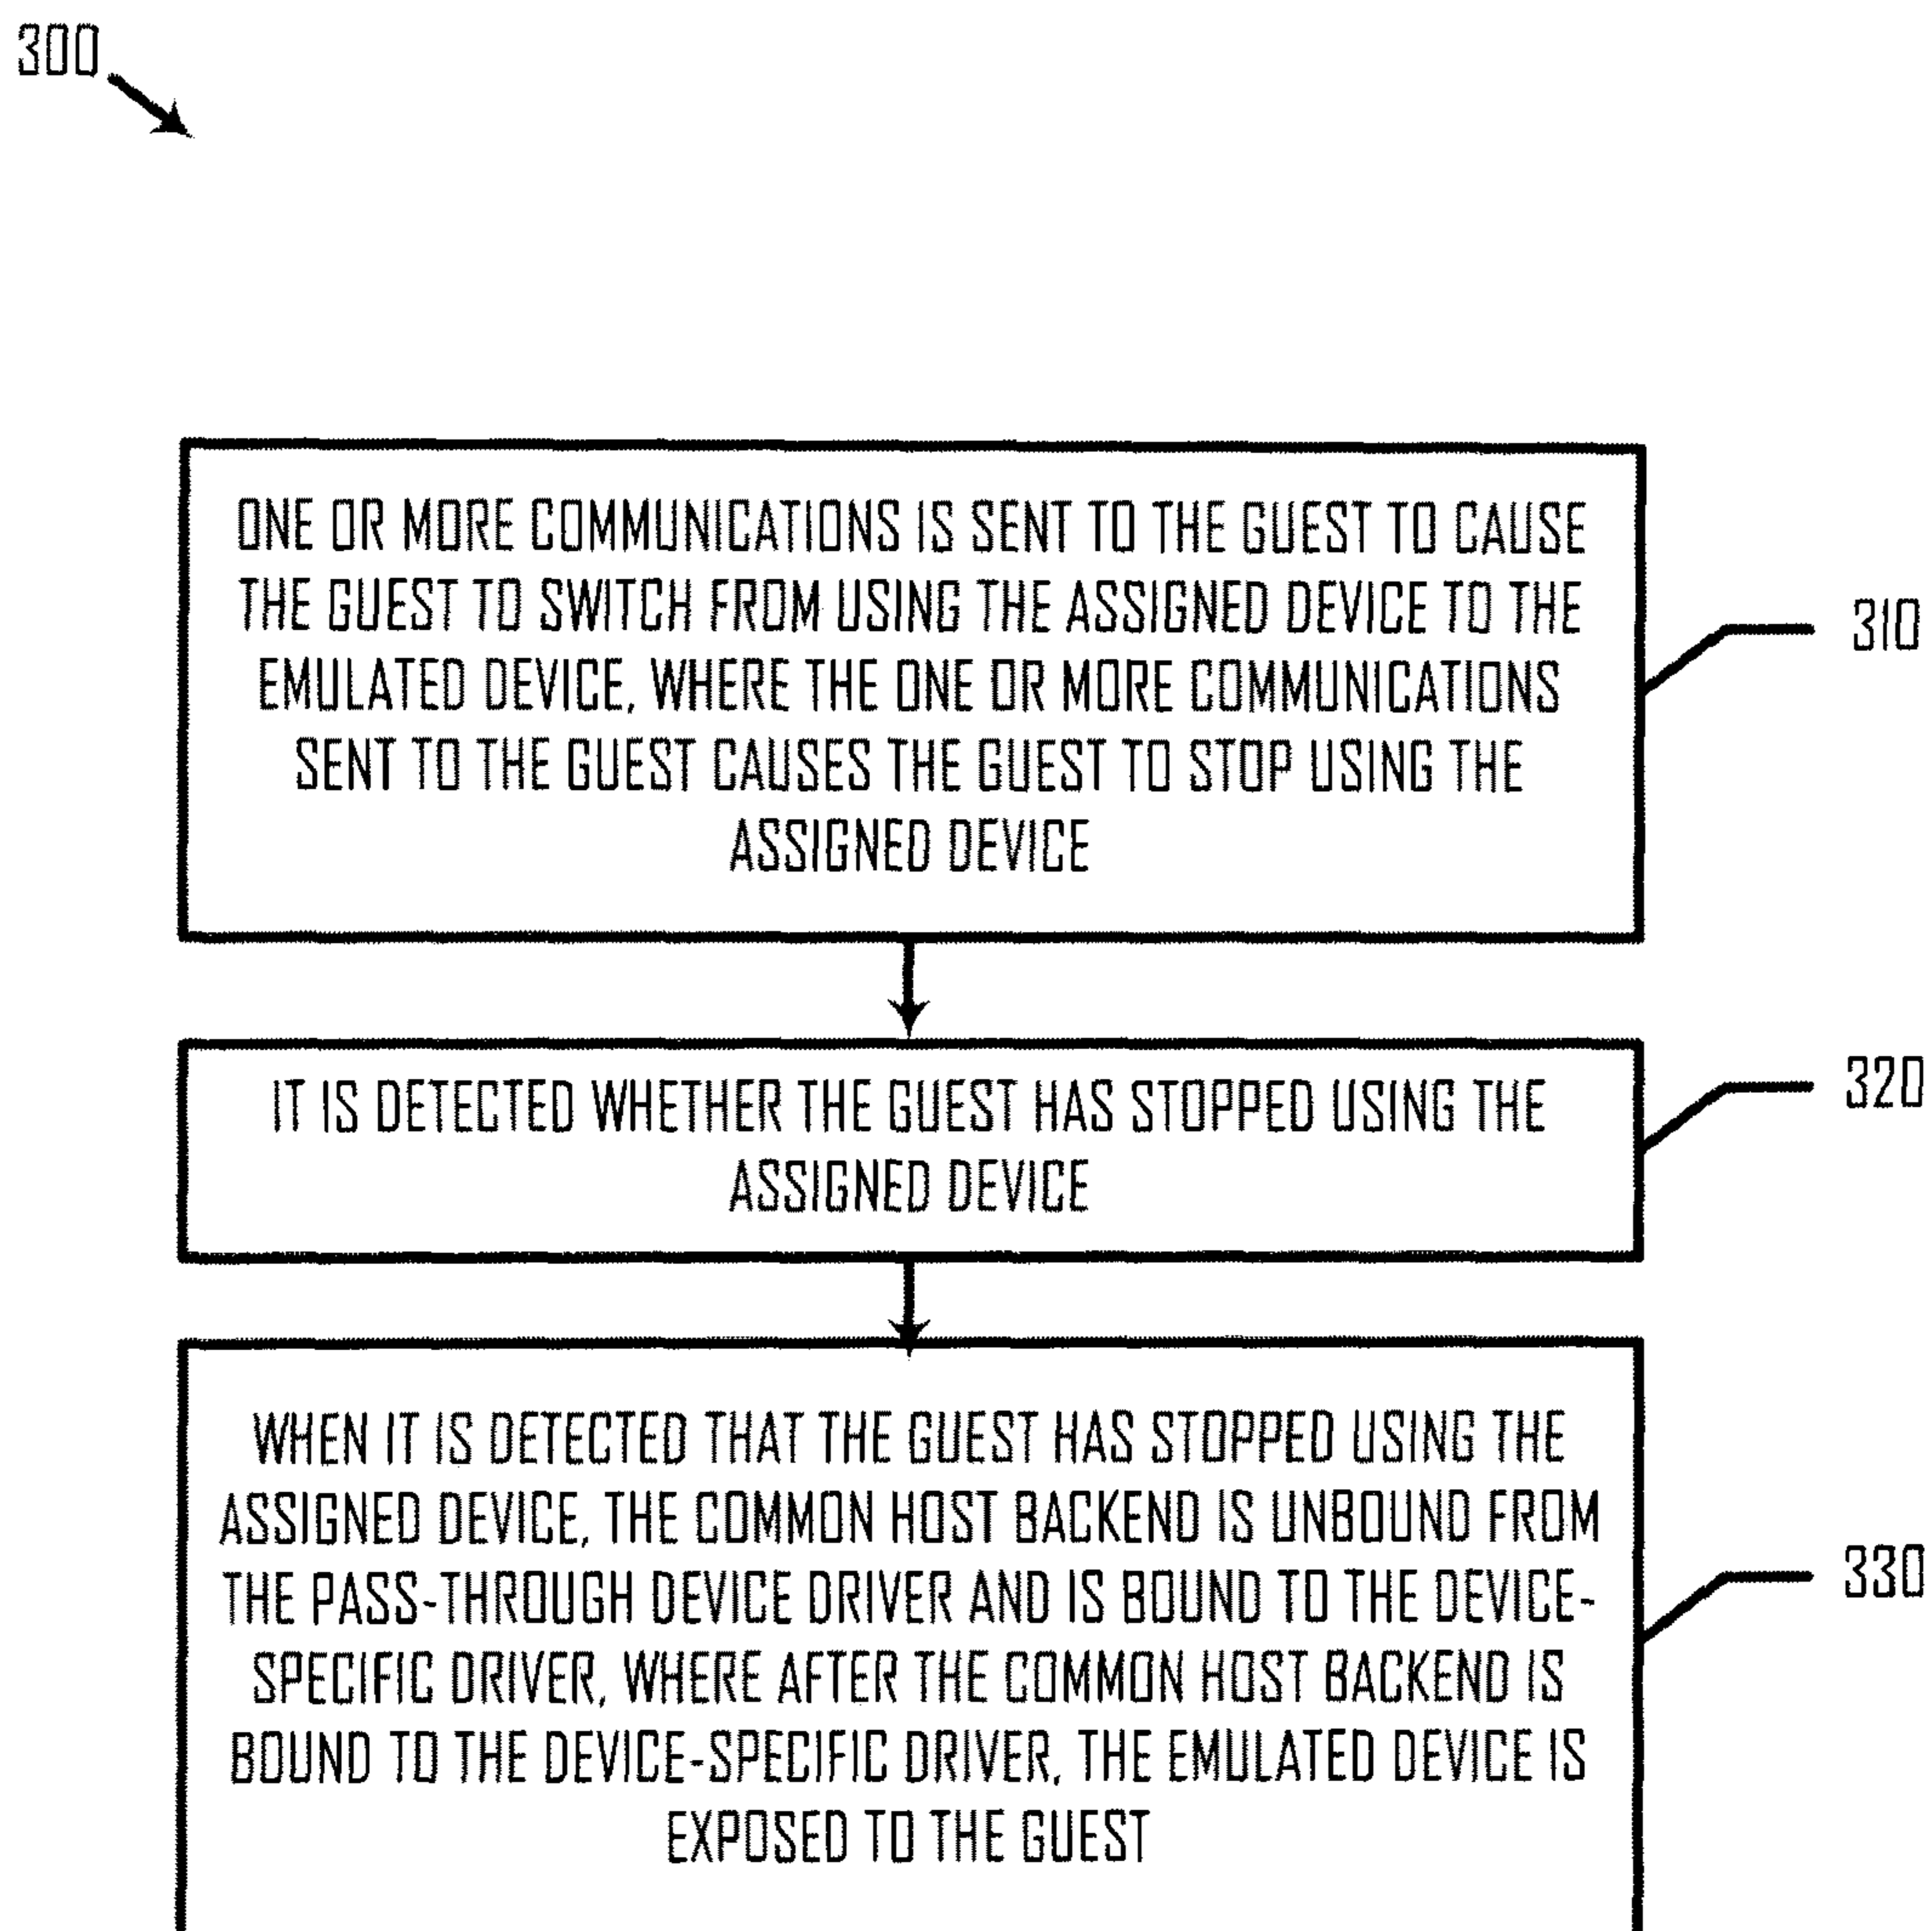 300
ONE OR MORE COMMUNICATIONS IS SENT TO THE GUEST TO CAUSE
THE GUEST TO SWITCH FROM USING THE ASSIGNED DEVICE TO THE
EMULATED DEVICE, WHERE THE ONE OR MORE COMMUNICATIONS
SENT TO THE GUEST CAUSES THE GUEST TO STOP USING THE
ASSIGNED DEVICE
310
IT IS DETECTED WHETHER THE GUEST HAS STOPPED USING THE
ASSIGNED DEVICE
320
WHEN IT IS DETECTED THAT THE GUEST HAS STOPPED USING THE
ASSIGNED DEVICE, THE COMMON HOST BACKEND IS UNBOUND FROM
THE PASS-THROUGH DEVICE DRIVER AND IS BOUND TO THE DEVICE-
SPECIFIC DRIVER, WHERE AFTER THE COMMON HOST BACKEND IS
BOUND TO THE DEVICE-SPECIFIC DRIVER, THE EMULATED DEVICE IS
EXPOSED TO THE GUEST
330